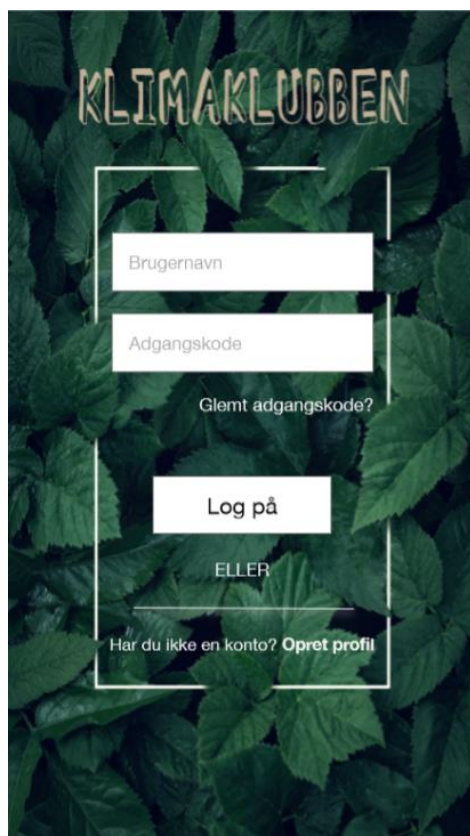 KLIMAKLUBBEN
Brugernavn
Adgangskode
Glemt adgangskode?
Log på
ELLER
Har du ikke en konto? Opret profil